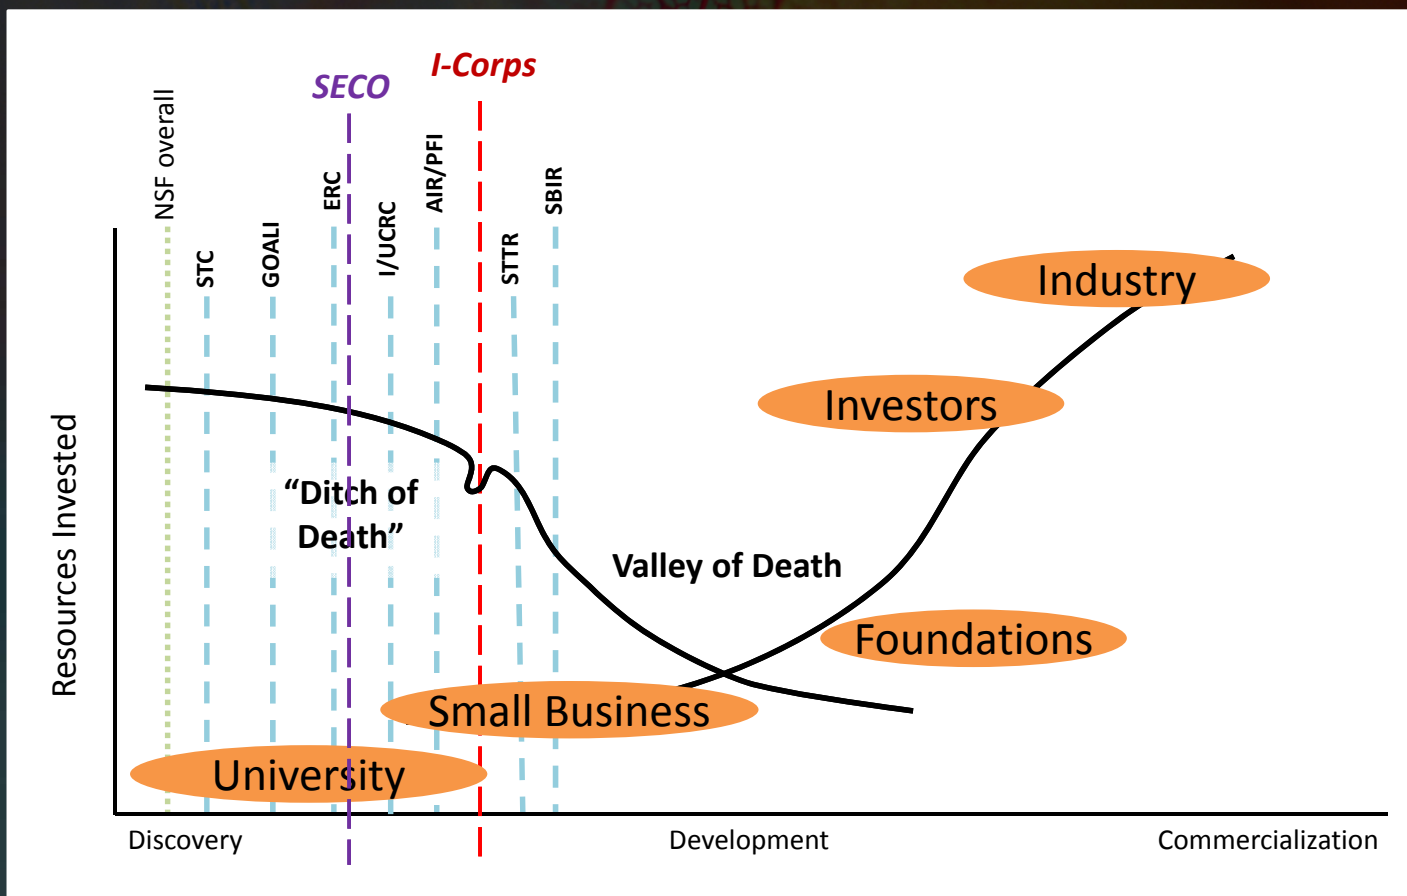 SECO
I-Corps
NSF overall
STC
GOALI
ERC
I/UCRC
AIR/PFI
STTR
SBIR
Industry
Investors
“Ditch of
Death”
Valley of Death
Foundations
Small Business
University
Resources Invested
Discovery
Development
Commercialization